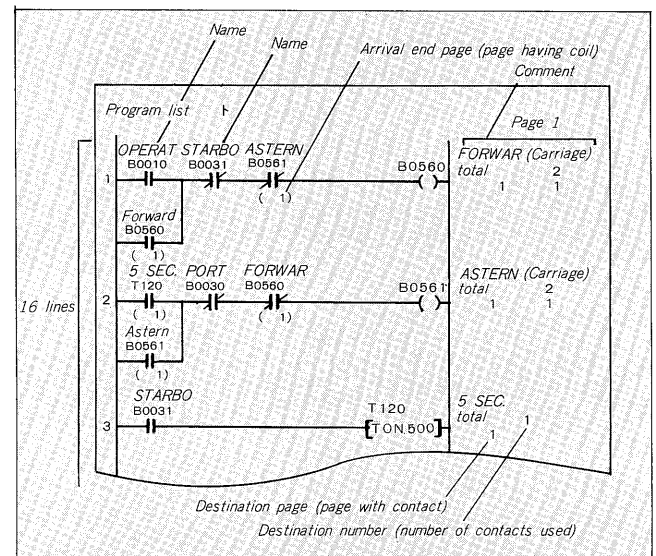 Name
Name
Arrival end page (page having coil)
Comment
Program list ト
Page 1
OPERAT STARBO ASTERN
B0010 B0031 B0561 B0560
FORWAR (Carriage)
total 2
1
( 1)
1 1
Forward
B0560
( 1)
5 SEC. PORT FORWAR
T120 B0030 B0560 B0561
ASTERN (Carriage)
total 2
16 lines
2
( 1) ( 1)
1 1
Astern
B0561
( 1)
STARBO
B0031
T120
5 SEC.
total 1
3
TON.500
1
Destination page (page with contact)
Destination number (number of contacts used)